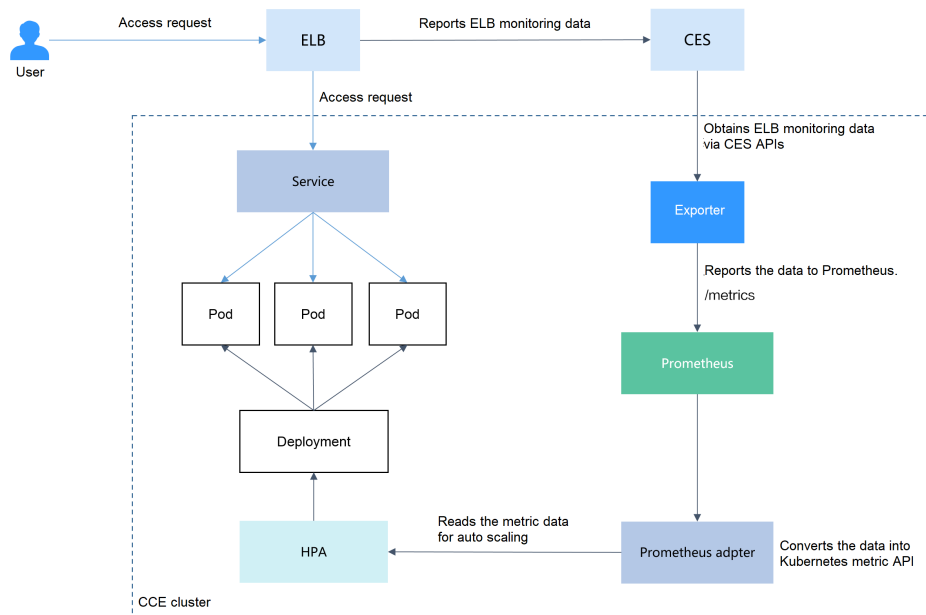 Access request
Reports ELB monitoring data
ELB
CES
User
Access request
Obtains ELB monitoring data
via CES APIs
Service
Exporter
Reports the data to Prometheus.
/metrics
Pod
Pod
Pod
Prometheus
Deployment
Reads the metric data
for auto scaling
HPA
Prometheus adpter
Converts the data into
Kubernetes metric API
CCE cluster